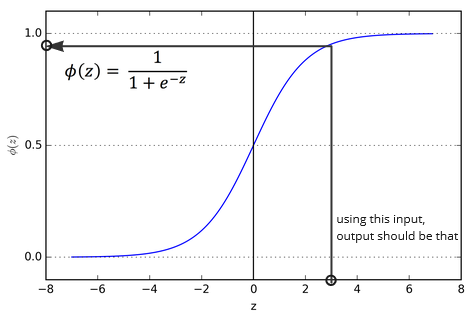 1.0
ϕ(z) = 1 / (1 + e^{-z})
ϕ(z)
0.5
using this input,
output should be that
0.0
−8 −6 −4 −2 0 2 4 6 8
z